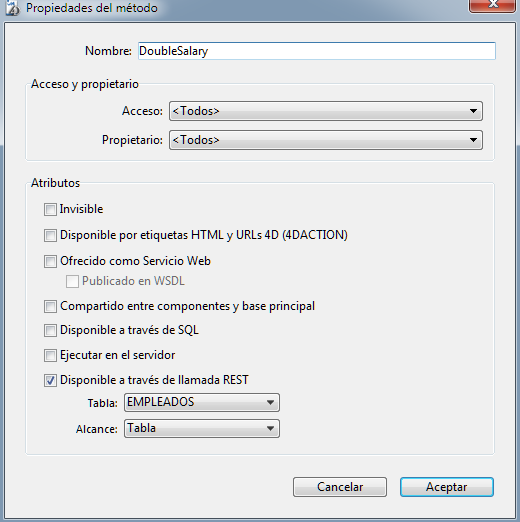 Propiedades del método
Nombre: DoubleSalary
Acceso y propietario
Acceso: <Todos>
Propietario: <Todos>
Atributos
Invisible
Disponible por etiquetas HTML y URLs 4D (4DACTION)
Ofrecido como Servicio Web
Publicado en WSDL
Compartido entre componentes y base principal
Disponible a través de SQL
Ejecutar en el servidor
Disponible a través de llamada REST
Tabla: EMPLEADOS
Alcance: Tabla
Cancelar Aceptar